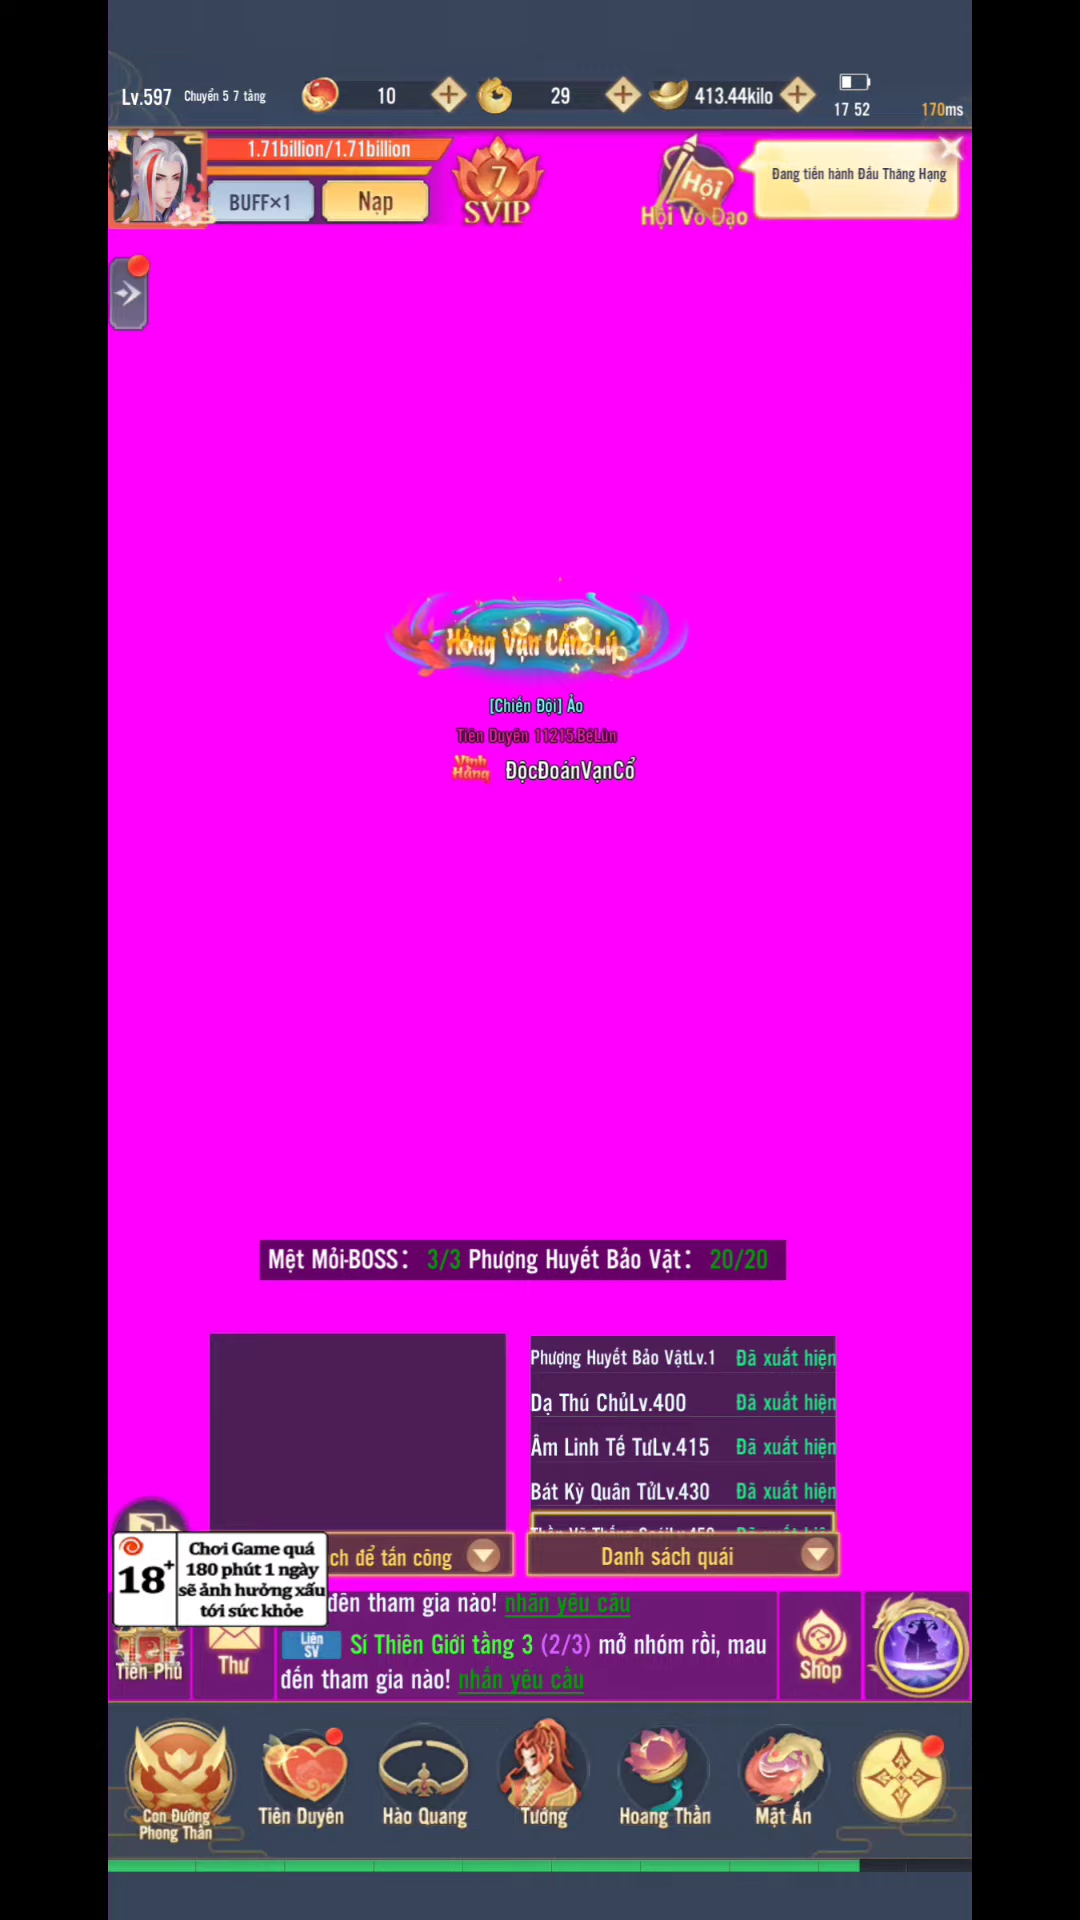 Lv.597 Chuyển 5 7 tầng 10 29 413.44kilo 17 52 170ms
1.71billion/1.71billion
BUFF×1 Nạp
7 SVIP
Hội
Hội Võ Đạo
Đang tiến hành Đấu Thăng Hạng
Hồng Vận Cẩm Lý
[Chiến Đội] Ảo
Tiên Duyên 11215.BéLùn
Vĩnh Hằng ĐộcĐoánVạnCổ
Mệt Mỏi-BOSS: 3/3 Phượng Huyết Bảo Vật: 20/20
Phượng Huyết Bảo VậtLv.1 Đã xuất hiện
Dạ Thú ChủLv.400 Đã xuất hiện
Âm Linh Tế TưLv.415 Đã xuất hiện
Bát Kỳ Quân TửLv.430 Đã xuất hiện
ch để tấn công
Danh sách quái
18+
Chơi Game quá
180 phút 1 ngày
sẽ ảnh hưởng xấu
tới sức khỏe
đến tham gia nào! nhấn yêu cầu
Liên SV Sí Thiên Giới tầng 3 (2/3) mở nhóm rồi, mau
đến tham gia nào! nhấn yêu cầu
Tiên Phủ Thư Shop
Con Đường
Phong Thần
Tiên Duyên Hào Quang Tướng Hoang Thần Mật Ấn